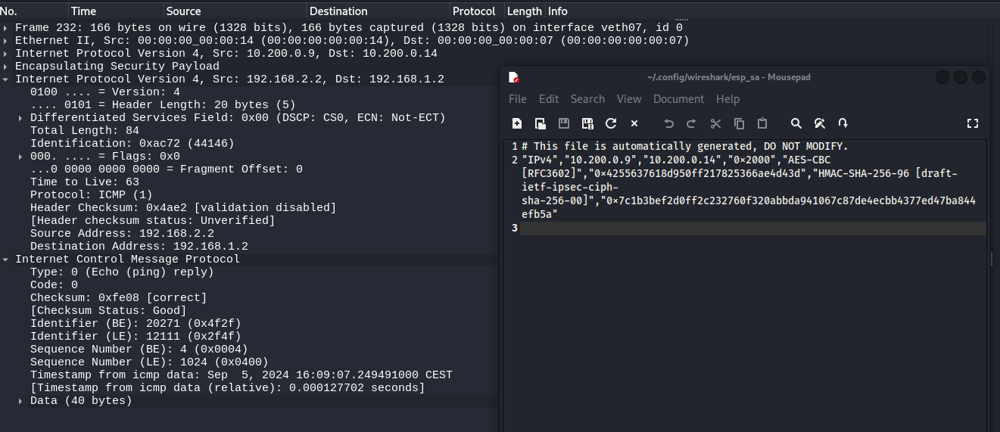 No. Time Source Destination Protocol Length Info
Frame 232: 166 bytes on wire (1328 bits), 166 bytes captured (1328 bits) on interface veth07, id 0
Ethernet II, Src: 00:00:00_00:00:14 (00:00:00:00:00:14), Dst: 00:00:00_00:00:07 (00:00:00:00:00:07)
Internet Protocol Version 4, Src: 10.200.0.9, Dst: 10.200.0.14
Encapsulating Security Payload
Internet Protocol Version 4, Src: 192.168.2.2, Dst: 192.168.1.2
0100 .... = Version: 4
.... 0101 = Header Length: 20 bytes (5)
Differentiated Services Field: 0x00 (DSCP: CS0, ECN: Not-ECT)
Total Length: 84
Identification: 0xac72 (44146)
000. .... = Flags: 0x0
...0 0000 0000 0000 = Fragment Offset: 0
Time to Live: 63
Protocol: ICMP (1)
Header Checksum: 0x4ae2 [validation disabled]
[Header checksum status: Unverified]
Source Address: 192.168.2.2
Destination Address: 192.168.1.2
Internet Control Message Protocol
Type: 0 (Echo (ping) reply)
Code: 0
Checksum: 0xfe08 [correct]
[Checksum Status: Good]
Identifier (BE): 20271 (0x4f2f)
Identifier (LE): 12111 (0x2f4f)
Sequence Number (BE): 4 (0x0004)
Sequence Number (LE): 1024 (0x0400)
Timestamp from icmp data: Sep  5, 2024 16:09:07.249491000 CEST
[Timestamp from icmp data (relative): 0.000127702 seconds]
Data (40 bytes)
~/.config/wireshark/esp_sa - Mousepad
File Edit Search View Document Help
1 # This file is automatically generated, DO NOT MODIFY.
2 "IPv4","10.200.0.9","10.200.0.14","0x2000","AES-CBC
[RFC3602]","0x4255637618d950ff217825366ae4d43d","HMAC-SHA-256-96 [draft-
ietf-ipsec-ciph-
sha-256-00]","0x7c1b3bef2d0ff2c232760f320abbda941067c87de4ecbb4377ed47ba844
efb5a"
3